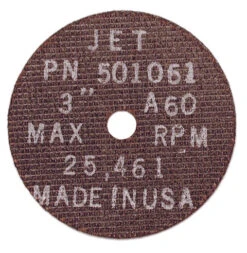 JET
PN 501061
3" A60
MAX RPM
25,461
MADE IN USA